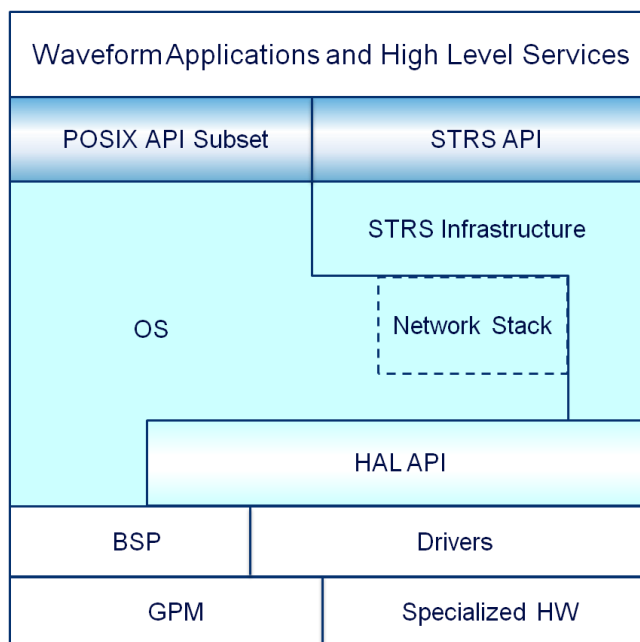 Waveform Applications and High Level Services
POSIX API Subset
STRS API
STRS Infrastructure
Network Stack
OS
HAL API
BSP
Drivers
GPM
Specialized HW